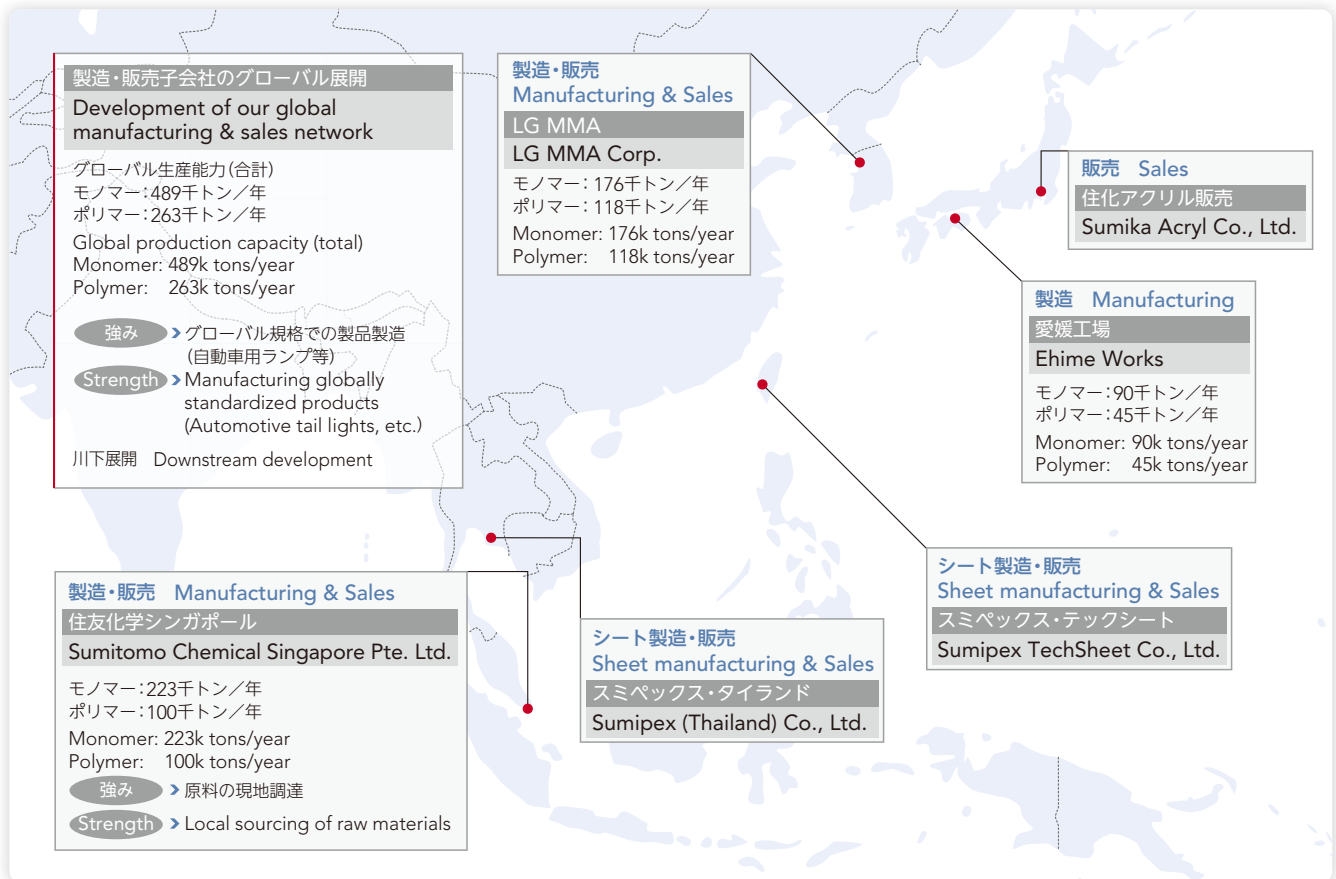 製造・販売子会社のグローバル展開
Development of our global
manufacturing & sales network
グローバル生産能力(合計)
モノマー:489千トン/年
ポリマー:263千トン/年
Global production capacity (total)
Monomer: 489k tons/year
Polymer: 263k tons/year
強み > グローバル規格での製品製造
(自動車用ランプ等)
Strength > Manufacturing globally
standardized products
(Automotive tail lights, etc.)
川下展開 Downstream development
製造・販売
Manufacturing & Sales
LG MMA
LG MMA Corp.
モノマー:176千トン/年
ポリマー:118千トン/年
Monomer: 176k tons/year
Polymer: 118k tons/year
販売 Sales
住化アクリル販売
Sumika Acryl Co., Ltd.
製造 Manufacturing
愛媛工場
Ehime Works
モノマー:90千トン/年
ポリマー:45千トン/年
Monomer: 90k tons/year
Polymer: 45k tons/year
製造・販売 Manufacturing & Sales
住友化学シンガポール
Sumitomo Chemical Singapore Pte. Ltd.
モノマー:223千トン/年
ポリマー:100千トン/年
Monomer: 223k tons/year
Polymer: 100k tons/year
強み > 原料の現地調達
Strength > Local sourcing of raw materials
シート製造・販売
Sheet manufacturing & Sales
スミペックス・タイランド
Sumipex (Thailand) Co., Ltd.
シート製造・販売
Sheet manufacturing & Sales
スミペックス・テックシート
Sumipex TechSheet Co., Ltd.